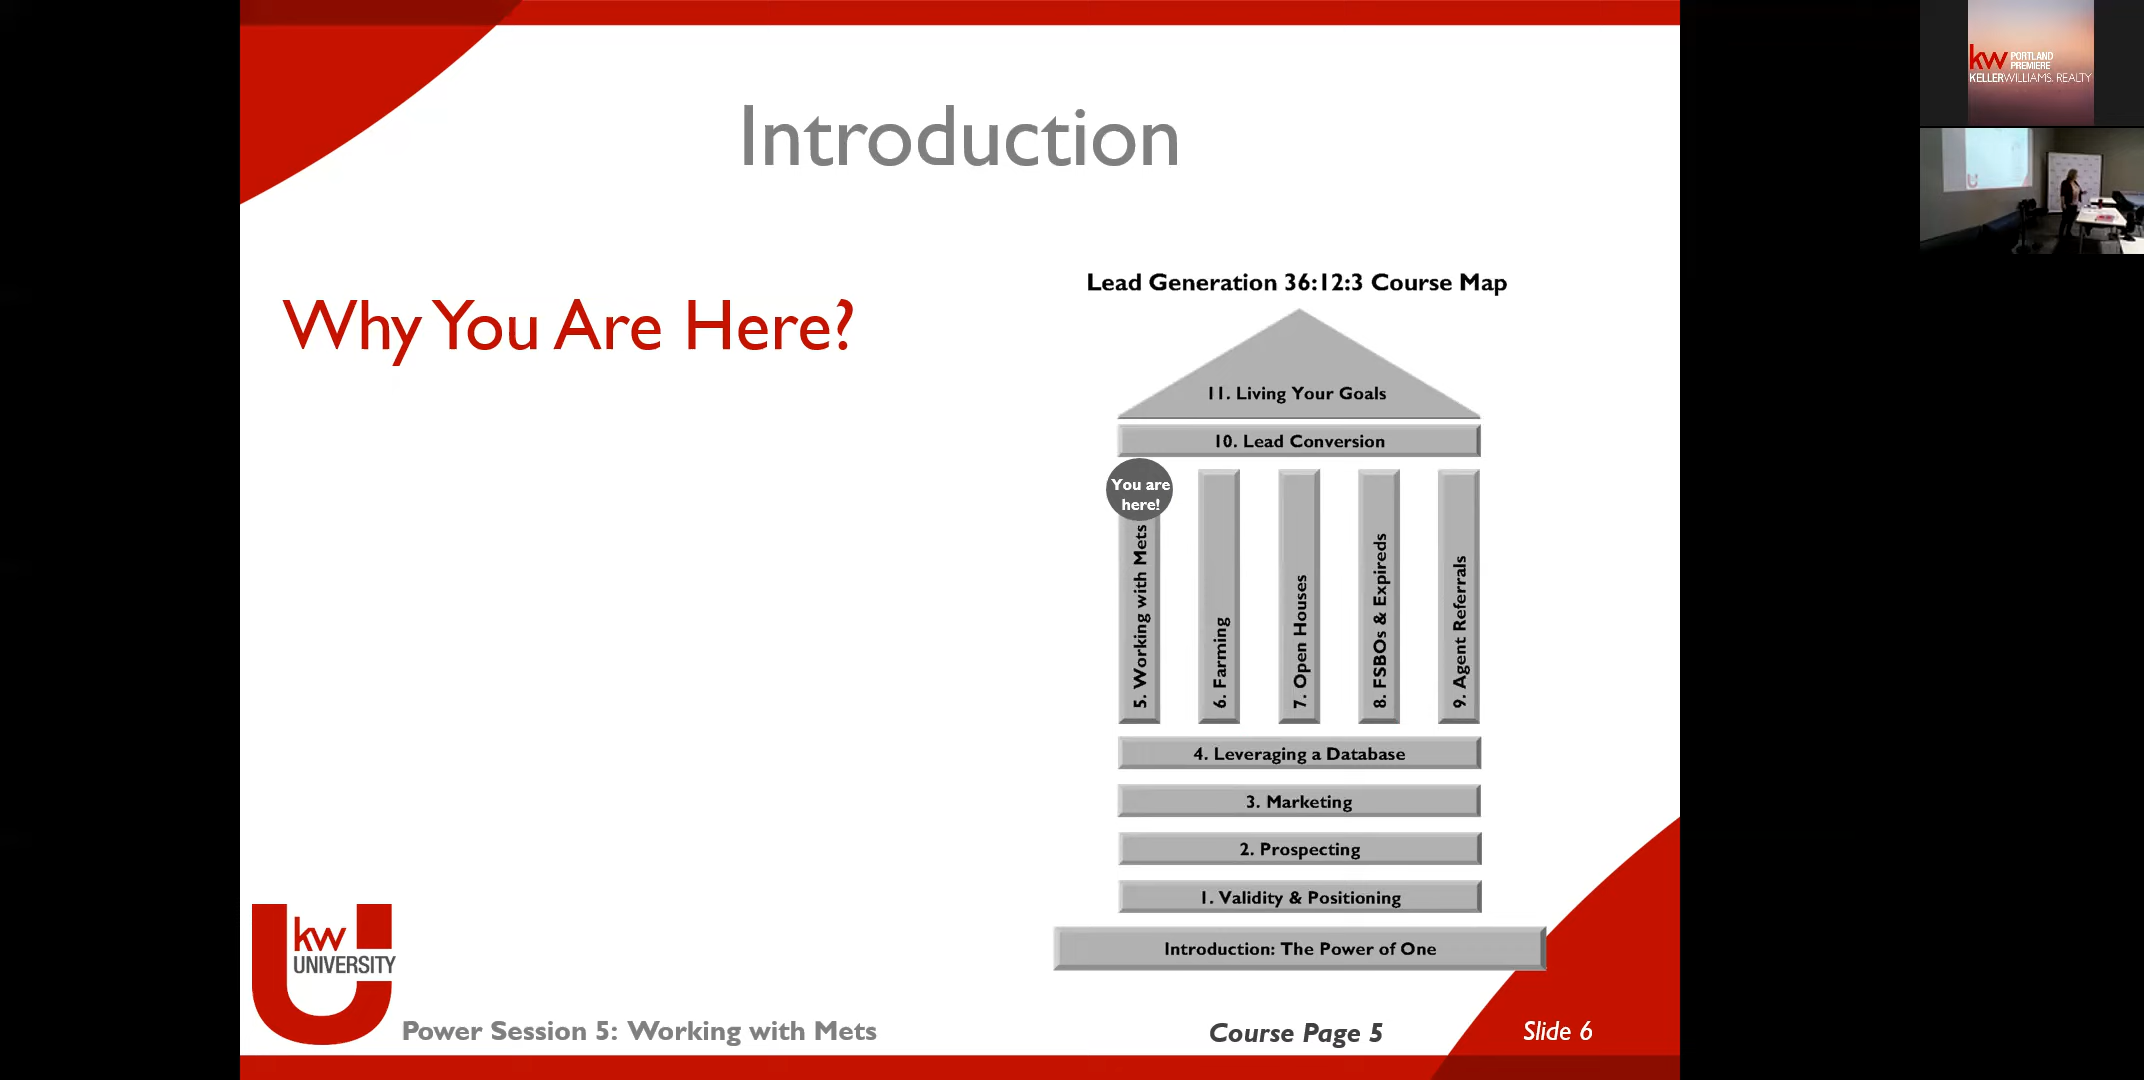 Introduction
Why You Are Here?
Lead Generation 36:12:3 Course Map
11. Living Your Goals
10. Lead Conversion
You are
here!
5. Working with Mets
6. Farming
7. Open Houses
8. FSBOs & Expireds
9. Agent Referrals
4. Leveraging a Database
3. Marketing
2. Prospecting
1. Validity & Positioning
Introduction: The Power of One
kw
UNIVERSITY
Power Session 5: Working with Mets
Course Page 5
Slide 6
kw PORTLAND
PREMIERE
KELLERWILLIAMS. REALTY